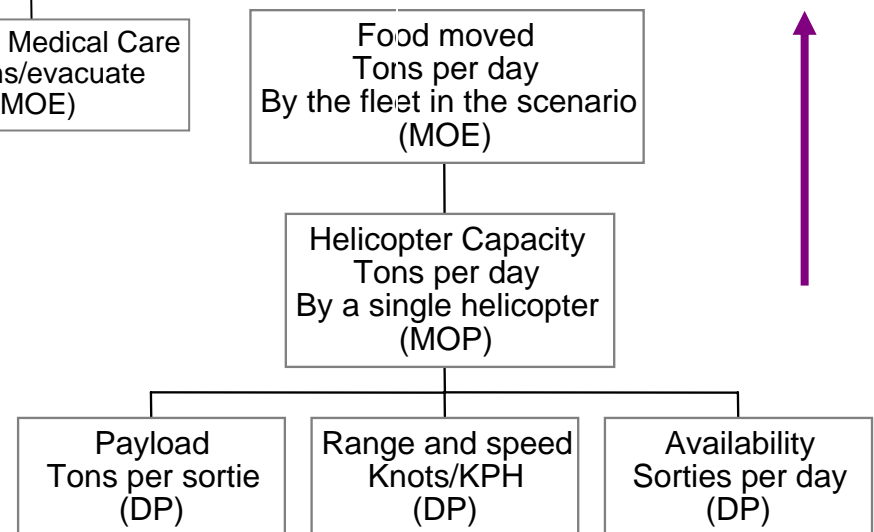 Medical Care
ns/evacuate
MOE)
Food moved
Tons per day
By the fleet in the scenario
(MOE)
Helicopter Capacity
Tons per day
By a single helicopter
(MOP)
Payload
Tons per sortie
(DP)
Range and speed
Knots/KPH
(DP)
Availability
Sorties per day
(DP)